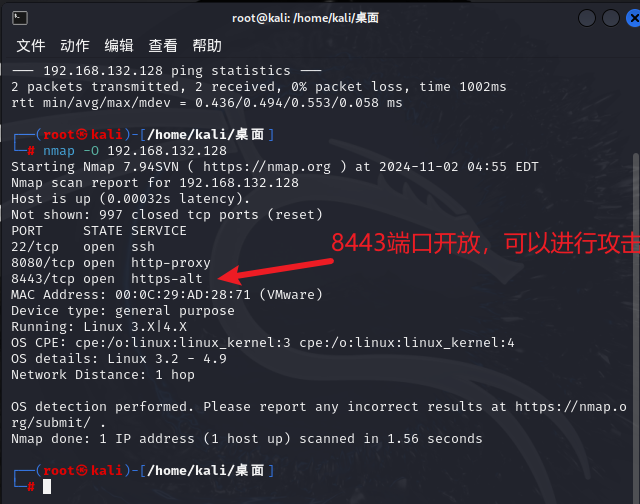 root@kali: /home/kali/桌面
文件 动作 编辑 查看 帮助
--- 192.168.132.128 ping statistics ---
2 packets transmitted, 2 received, 0% packet loss, time 1002ms
rtt min/avg/max/mdev = 0.436/0.494/0.553/0.058 ms
┌──(root㉿kali)-[/home/kali/桌面]
└─# nmap -O 192.168.132.128
Starting Nmap 7.94SVN ( https://nmap.org ) at 2024-11-02 04:55 EDT
Nmap scan report for 192.168.132.128
Host is up (0.00032s latency).
Not shown: 997 closed tcp ports (reset)
PORT     STATE SERVICE
22/tcp   open  ssh
8443端口开放，可以进行攻击
8080/tcp open  http-proxy
8443/tcp open  https-alt
MAC Address: 00:0C:29:AD:28:71 (VMware)
Device type: general purpose
Running: Linux 3.X|4.X
OS CPE: cpe:/o:linux:linux_kernel:3 cpe:/o:linux:linux_kernel:4
OS details: Linux 3.2 - 4.9
Network Distance: 1 hop
OS detection performed. Please report any incorrect results at https://nmap.o
rg/submit/ .
Nmap done: 1 IP address (1 host up) scanned in 1.56 seconds
┌──(root㉿kali)-[/home/kali/桌面]
└─#